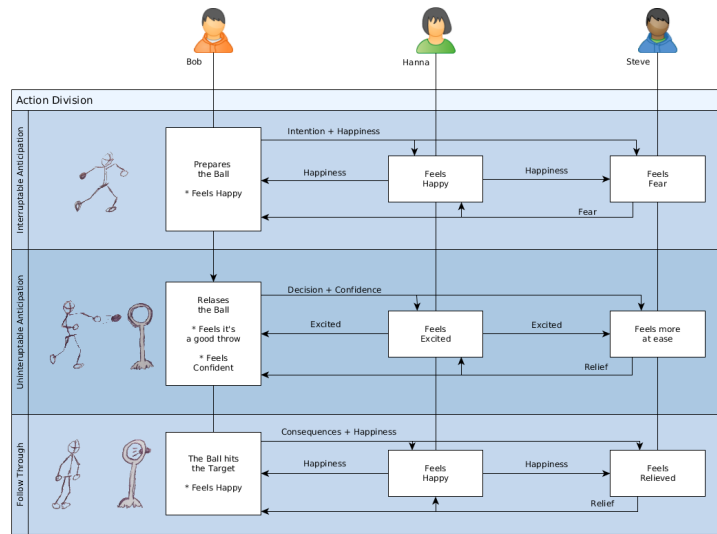 Bob
Hanna
Steve
Action Division
Interruptable Anticipation
Intention + Happiness
Prepares
the Ball
* Feels Happy
Happiness
Feels
Happy
Happiness
Feels
Fear
Fear
Uninteruptable Anticipation
Decision + Confidence
Relases
the Ball
* Feels it's
a good throw
* Feels
Confident
Excited
Feels
Excited
Excited
Feels more
at ease
Relief
Follow Through
Consequences + Happiness
The Ball hits
the Target
* Feels Happy
Happiness
Feels
Happy
Happiness
Feels
Relieved
Relief